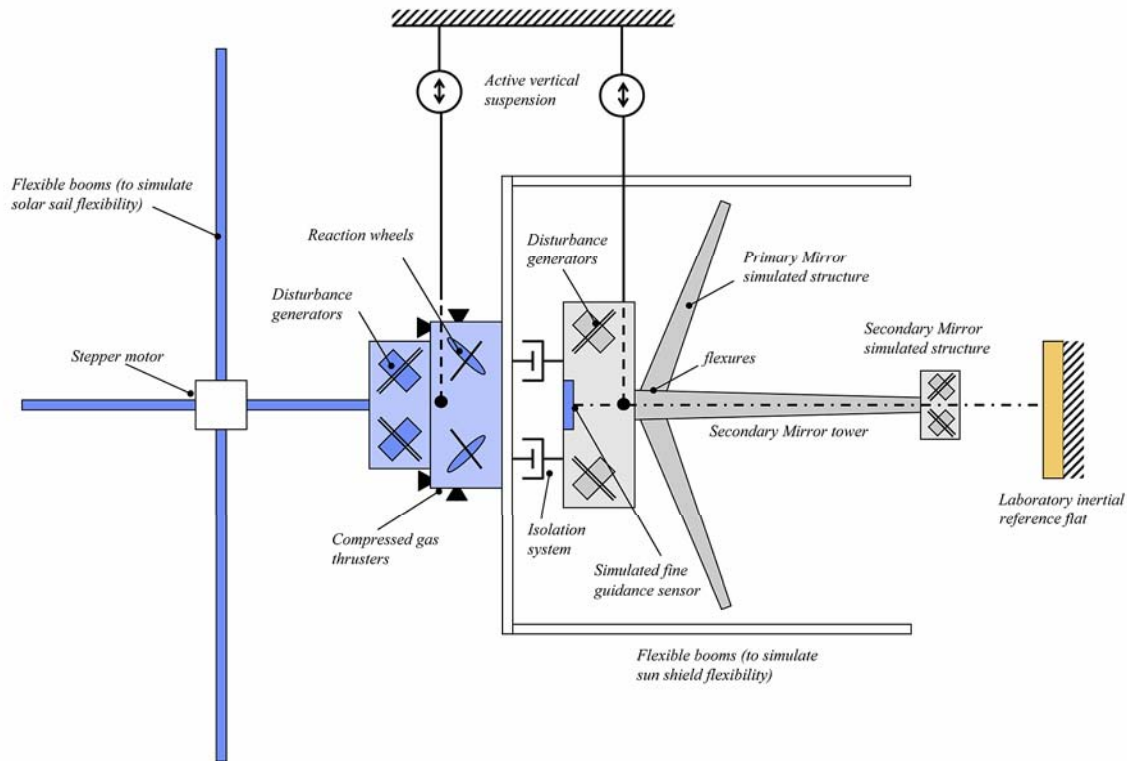 Active vertical
suspension
Flexible booms (to simulate
solar sail flexibility)
Reaction wheels
Disturbance
generators
Primary Mirror
simulated structure
Disturbance
generators
Secondary Mirror
simulated structure
Stepper motor
flexures
Secondary Mirror tower
Laboratory inertial
reference flat
Compressed gas
thrusters
Isolation
system
Simulated fine
guidance sensor
Flexible booms (to simulate
sun shield flexibility)